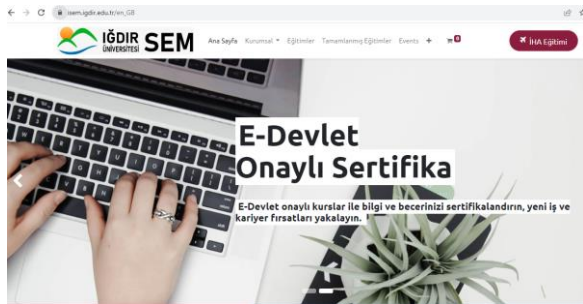 isem.igdir.edu.tr/en_GB
IĞDIR
ÜNİVERSİTESİ
SEM
Ana Sayfa Kurumsal Eğitimler Tamamlanmış Eğitimler Events + 0
İHA Eğitimi
E-Devlet
Onaylı Sertifika
E-Devlet onaylı kurslar ile bilgi ve becerinizi sertifikalandırın, yeni iş ve
kariyer fırsatları yakalayın.